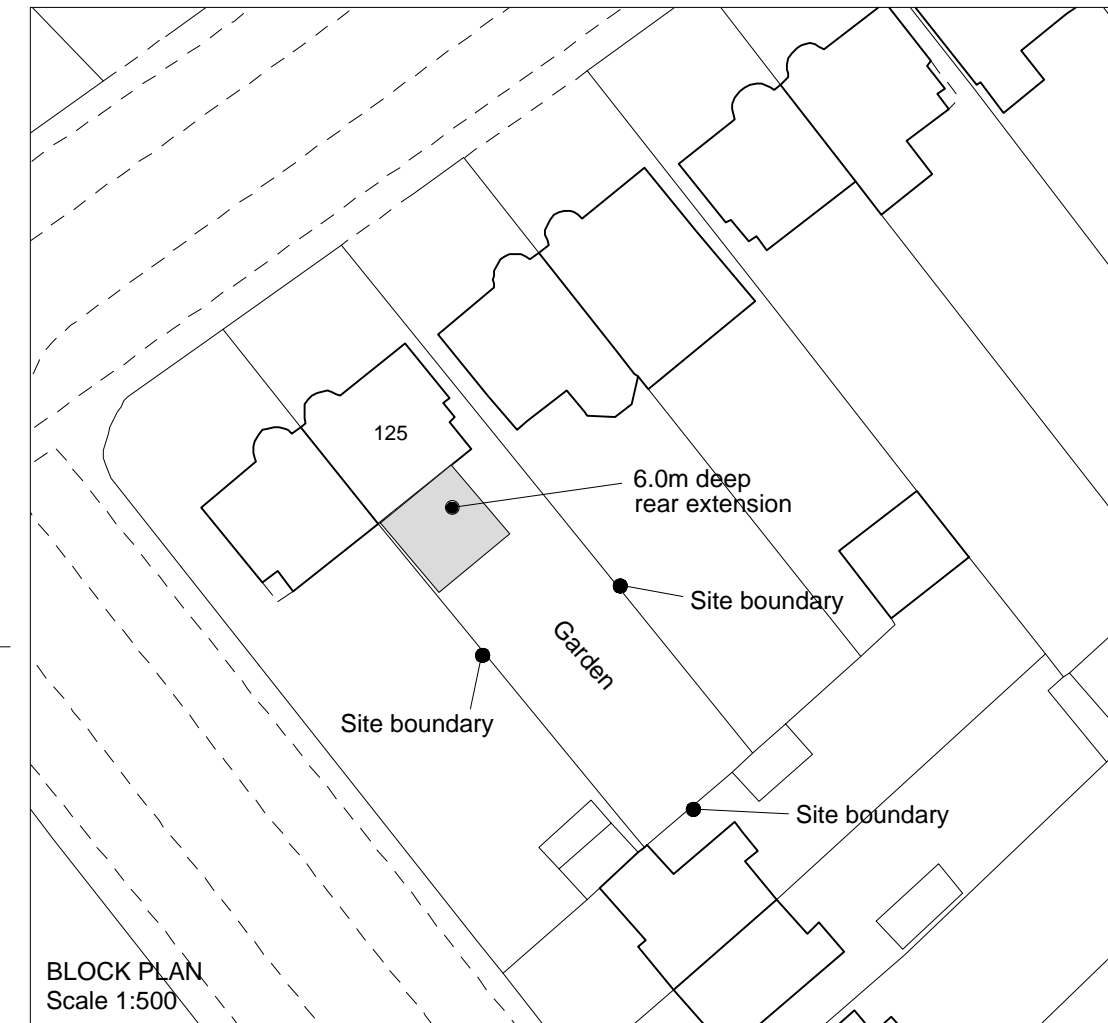 125
6.0m deep
rear extension
Site boundary
Garden
Site boundary
Site boundary
BLOCK PLAN
Scale 1:500